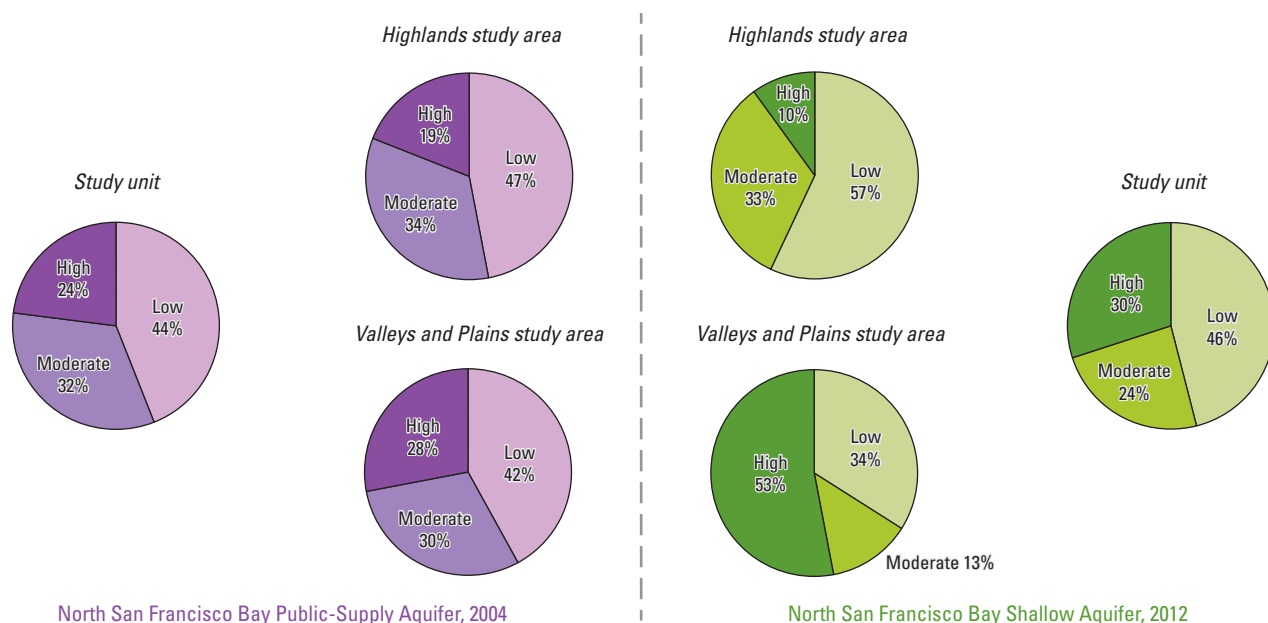 Study unit
High
24%
Low
44%
Moderate
32%
Highlands study area
High
19%
Low
47%
Moderate
34%
Valleys and Plains study area
High
28%
Low
42%
Moderate
30%
North San Francisco Bay Public-Supply Aquifer, 2004
Highlands study area
High
10%
Low
57%
Moderate
33%
Valleys and Plains study area
High
53%
Low
34%
Moderate 13%
Study unit
High
30%
Low
46%
Moderate
24%
North San Francisco Bay Shallow Aquifer, 2012